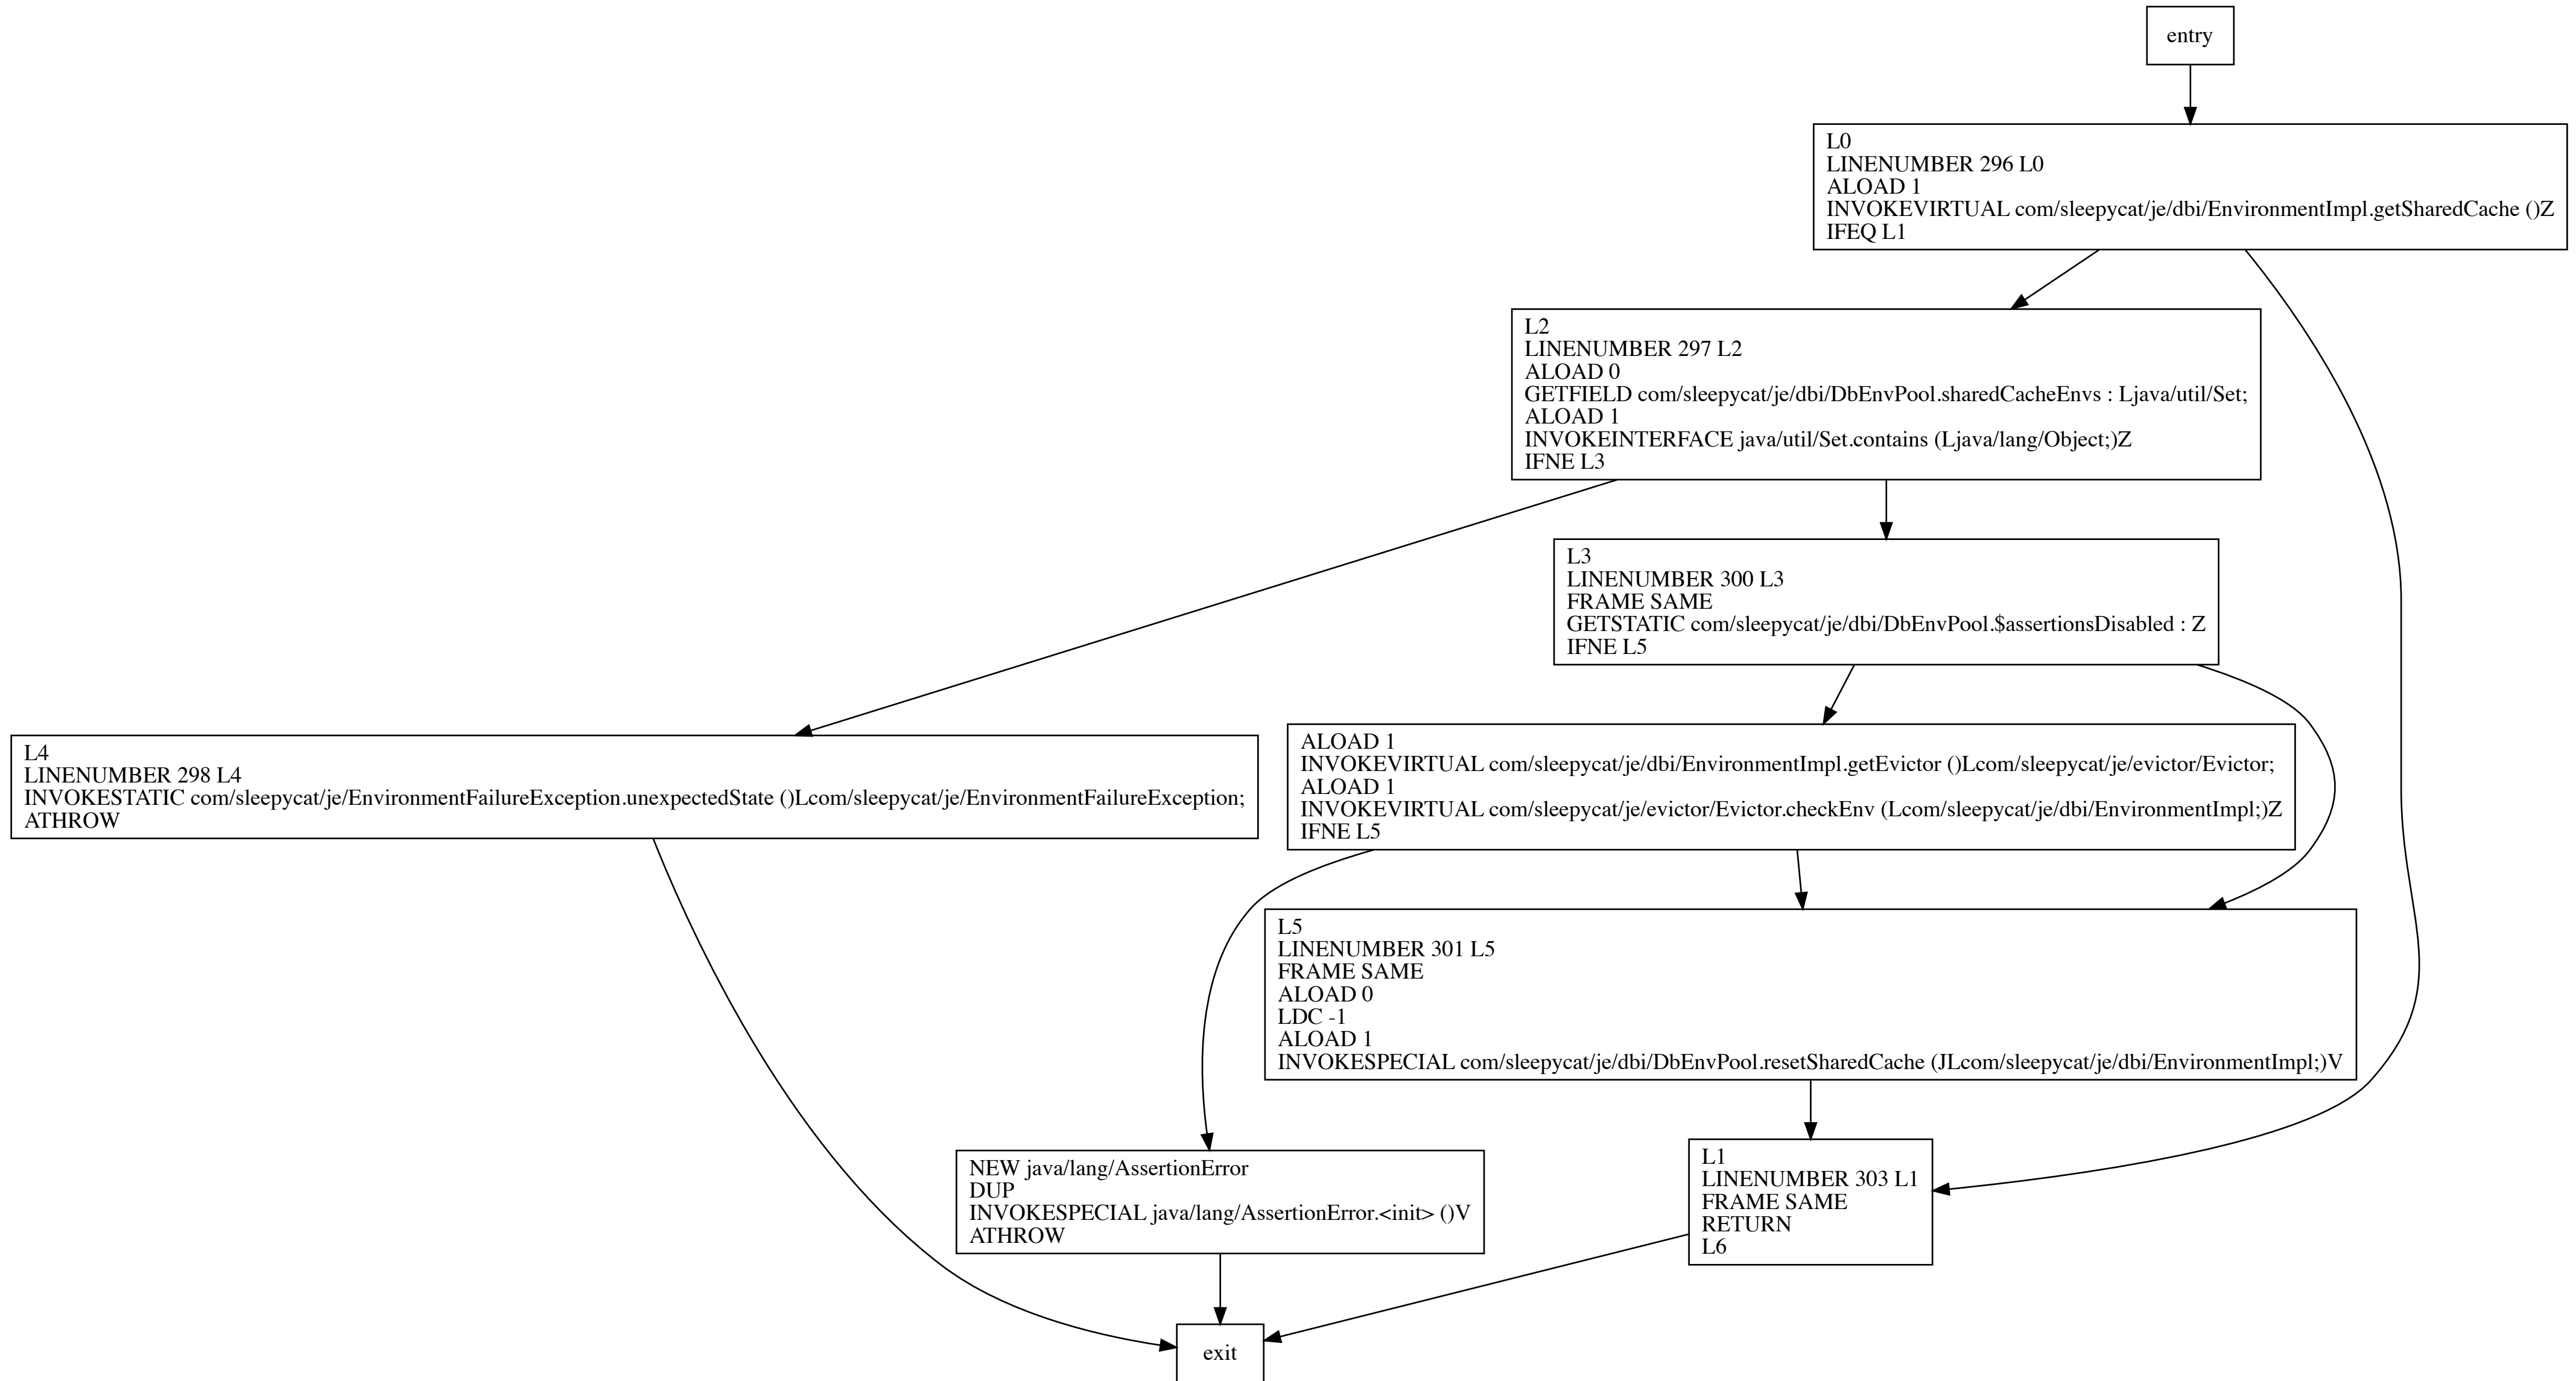 entry
L0
LINENUMBER 296 L0
ALOAD 1
INVOKEVIRTUAL com/sleepycat/je/dbi/EnvironmentImpl.getSharedCache ()Z
IFEQ L1
L2
LINENUMBER 297 L2
ALOAD 0
GETFIELD com/sleepycat/je/dbi/DbEnvPool.sharedCacheEnvs : Ljava/util/Set;
ALOAD 1
INVOKEINTERFACE java/util/Set.contains (Ljava/lang/Object;)Z
IFNE L3
L3
LINENUMBER 300 L3
FRAME SAME
GETSTATIC com/sleepycat/je/dbi/DbEnvPool.$assertionsDisabled : Z
IFNE L5
L4
LINENUMBER 298 L4
INVOKESTATIC com/sleepycat/je/EnvironmentFailureException.unexpectedState ()Lcom/sleepycat/je/EnvironmentFailureException;
ATHROW
ALOAD 1
INVOKEVIRTUAL com/sleepycat/je/dbi/EnvironmentImpl.getEvictor ()Lcom/sleepycat/je/evictor/Evictor;
ALOAD 1
INVOKEVIRTUAL com/sleepycat/je/evictor/Evictor.checkEnv (Lcom/sleepycat/je/dbi/EnvironmentImpl;)Z
IFNE L5
L5
LINENUMBER 301 L5
FRAME SAME
ALOAD 0
LDC -1
ALOAD 1
INVOKESPECIAL com/sleepycat/je/dbi/DbEnvPool.resetSharedCache (JLcom/sleepycat/je/dbi/EnvironmentImpl;)V
NEW java/lang/AssertionError
DUP
INVOKESPECIAL java/lang/AssertionError.<init> ()V
ATHROW
L1
LINENUMBER 303 L1
FRAME SAME
RETURN
L6
exit